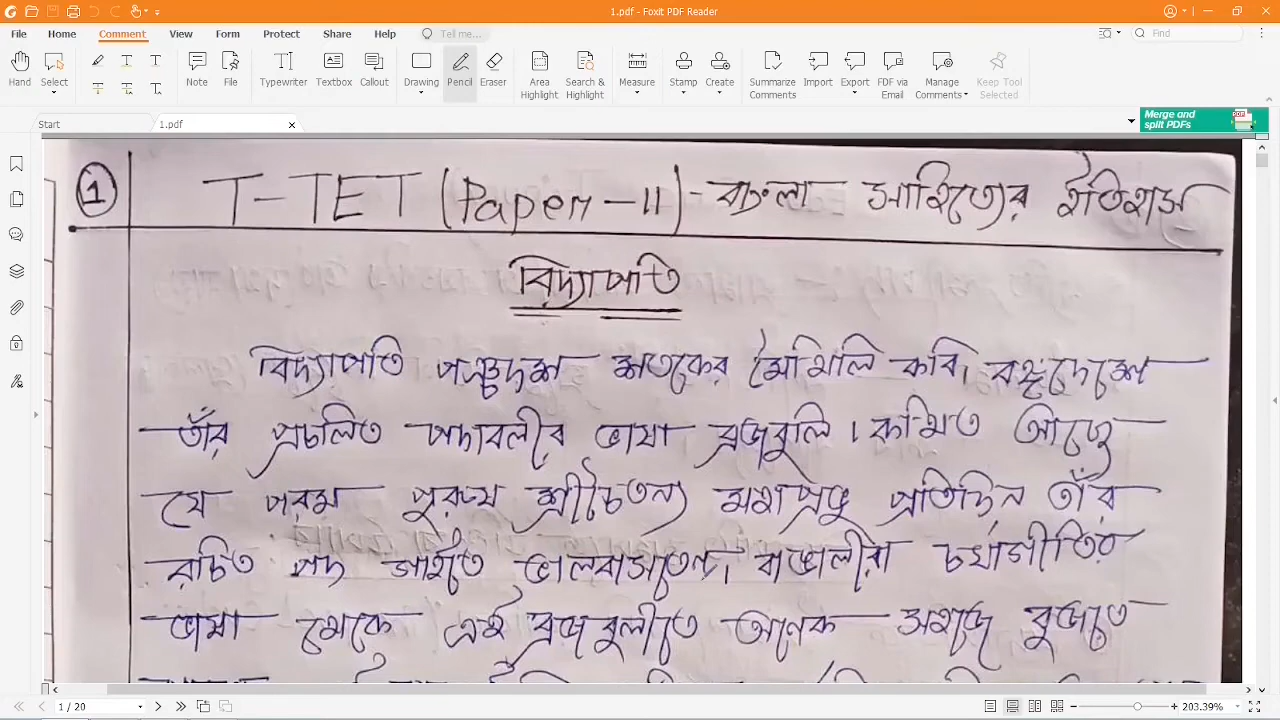 1.pdf - Foxit PDF Reader
File Home Comment View Form Protect Share Help Tell me... Find
Hand Select Note File Typewriter Textbox Callout Drawing Pencil Eraser Area Highlight Search & Highlight Measure Stamp Create Summarize Comments Import Export FDF via Email Manage Comments Keep Tool Selected
Start 1.pdf Merge and split PDFs
1 T-TET (Paper-II)-বাংলা সাহিত্যের ইতিহাস
বিদ্যাপতি
বিদ্যাপতি পঞ্চদশ শতকের মৈথিলি কবি, বঙ্গদেশে
তাঁর প্রচলিত পদাবলীর ভাষা ব্রজবুলি। কথিত আছে
যে পরম পুরুষ শ্রীচৈতন্য মহাপ্রভু প্রতিদিন তাঁর
রচিত পদ গাইতে ভালবাসতেন, বাঙালীরা চর্যাগীতির
ভাষা থেকে এই ব্রজবুলীতে অনেক সহজে বুঝতে
1 / 20 203.39%